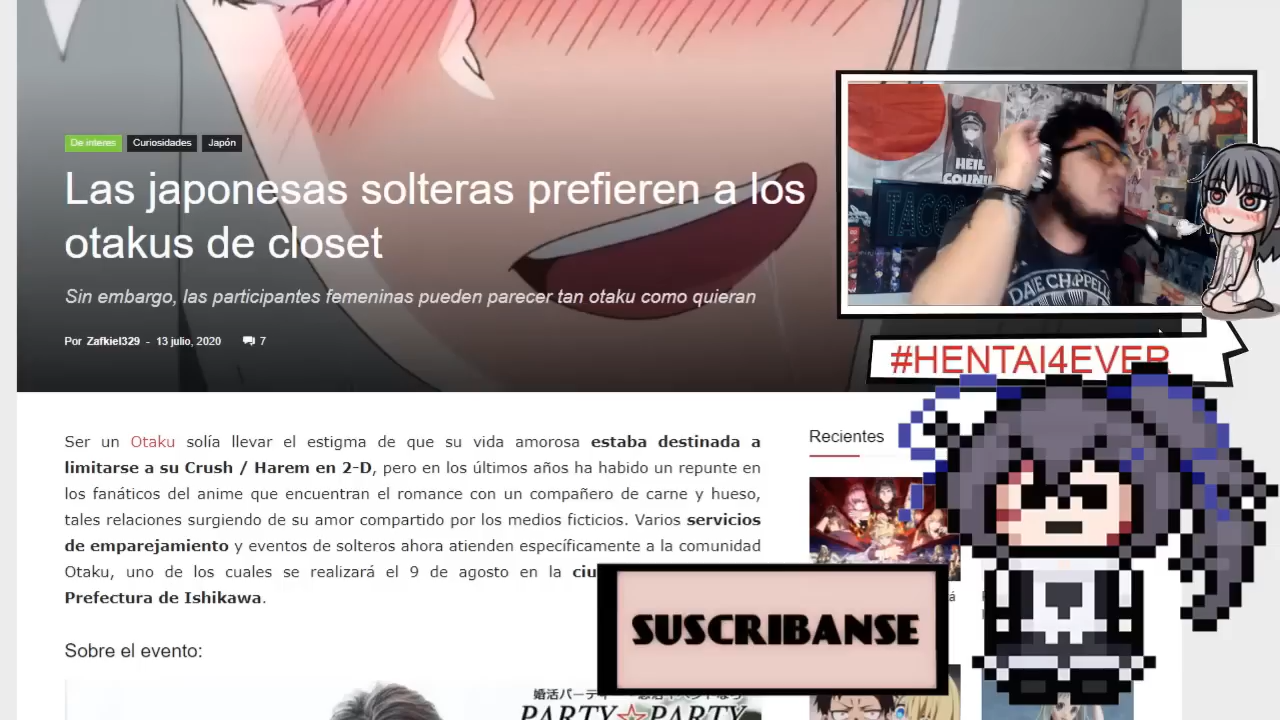 De interes Curiosidades Japón
Las japonesas solteras prefieren a los
otakus de closet
Sin embargo, las participantes femeninas pueden parecer tan otaku como quieran
Por Zafkiel329 - 13 julio, 2020 7
HEIL
#HENTAI4EVER
Ser un Otaku solía llevar el estigma de que su vida amorosa estaba destinada a
limitarse a su Crush / Harem en 2-D, pero en los últimos años ha habido un repunte en
los fanáticos del anime que encuentran el romance con un compañero de carne y hueso,
tales relaciones surgiendo de su amor compartido por los medios ficticios. Varios servicios
de emparejamiento y eventos de solteros ahora atienden específicamente a la comunidad
Otaku, uno de los cuales se realizará el 9 de agosto en la
Prefectura de Ishikawa.
Recientes
SUSCRIBANSE
Sobre el evento:
PARTY☆PARTY